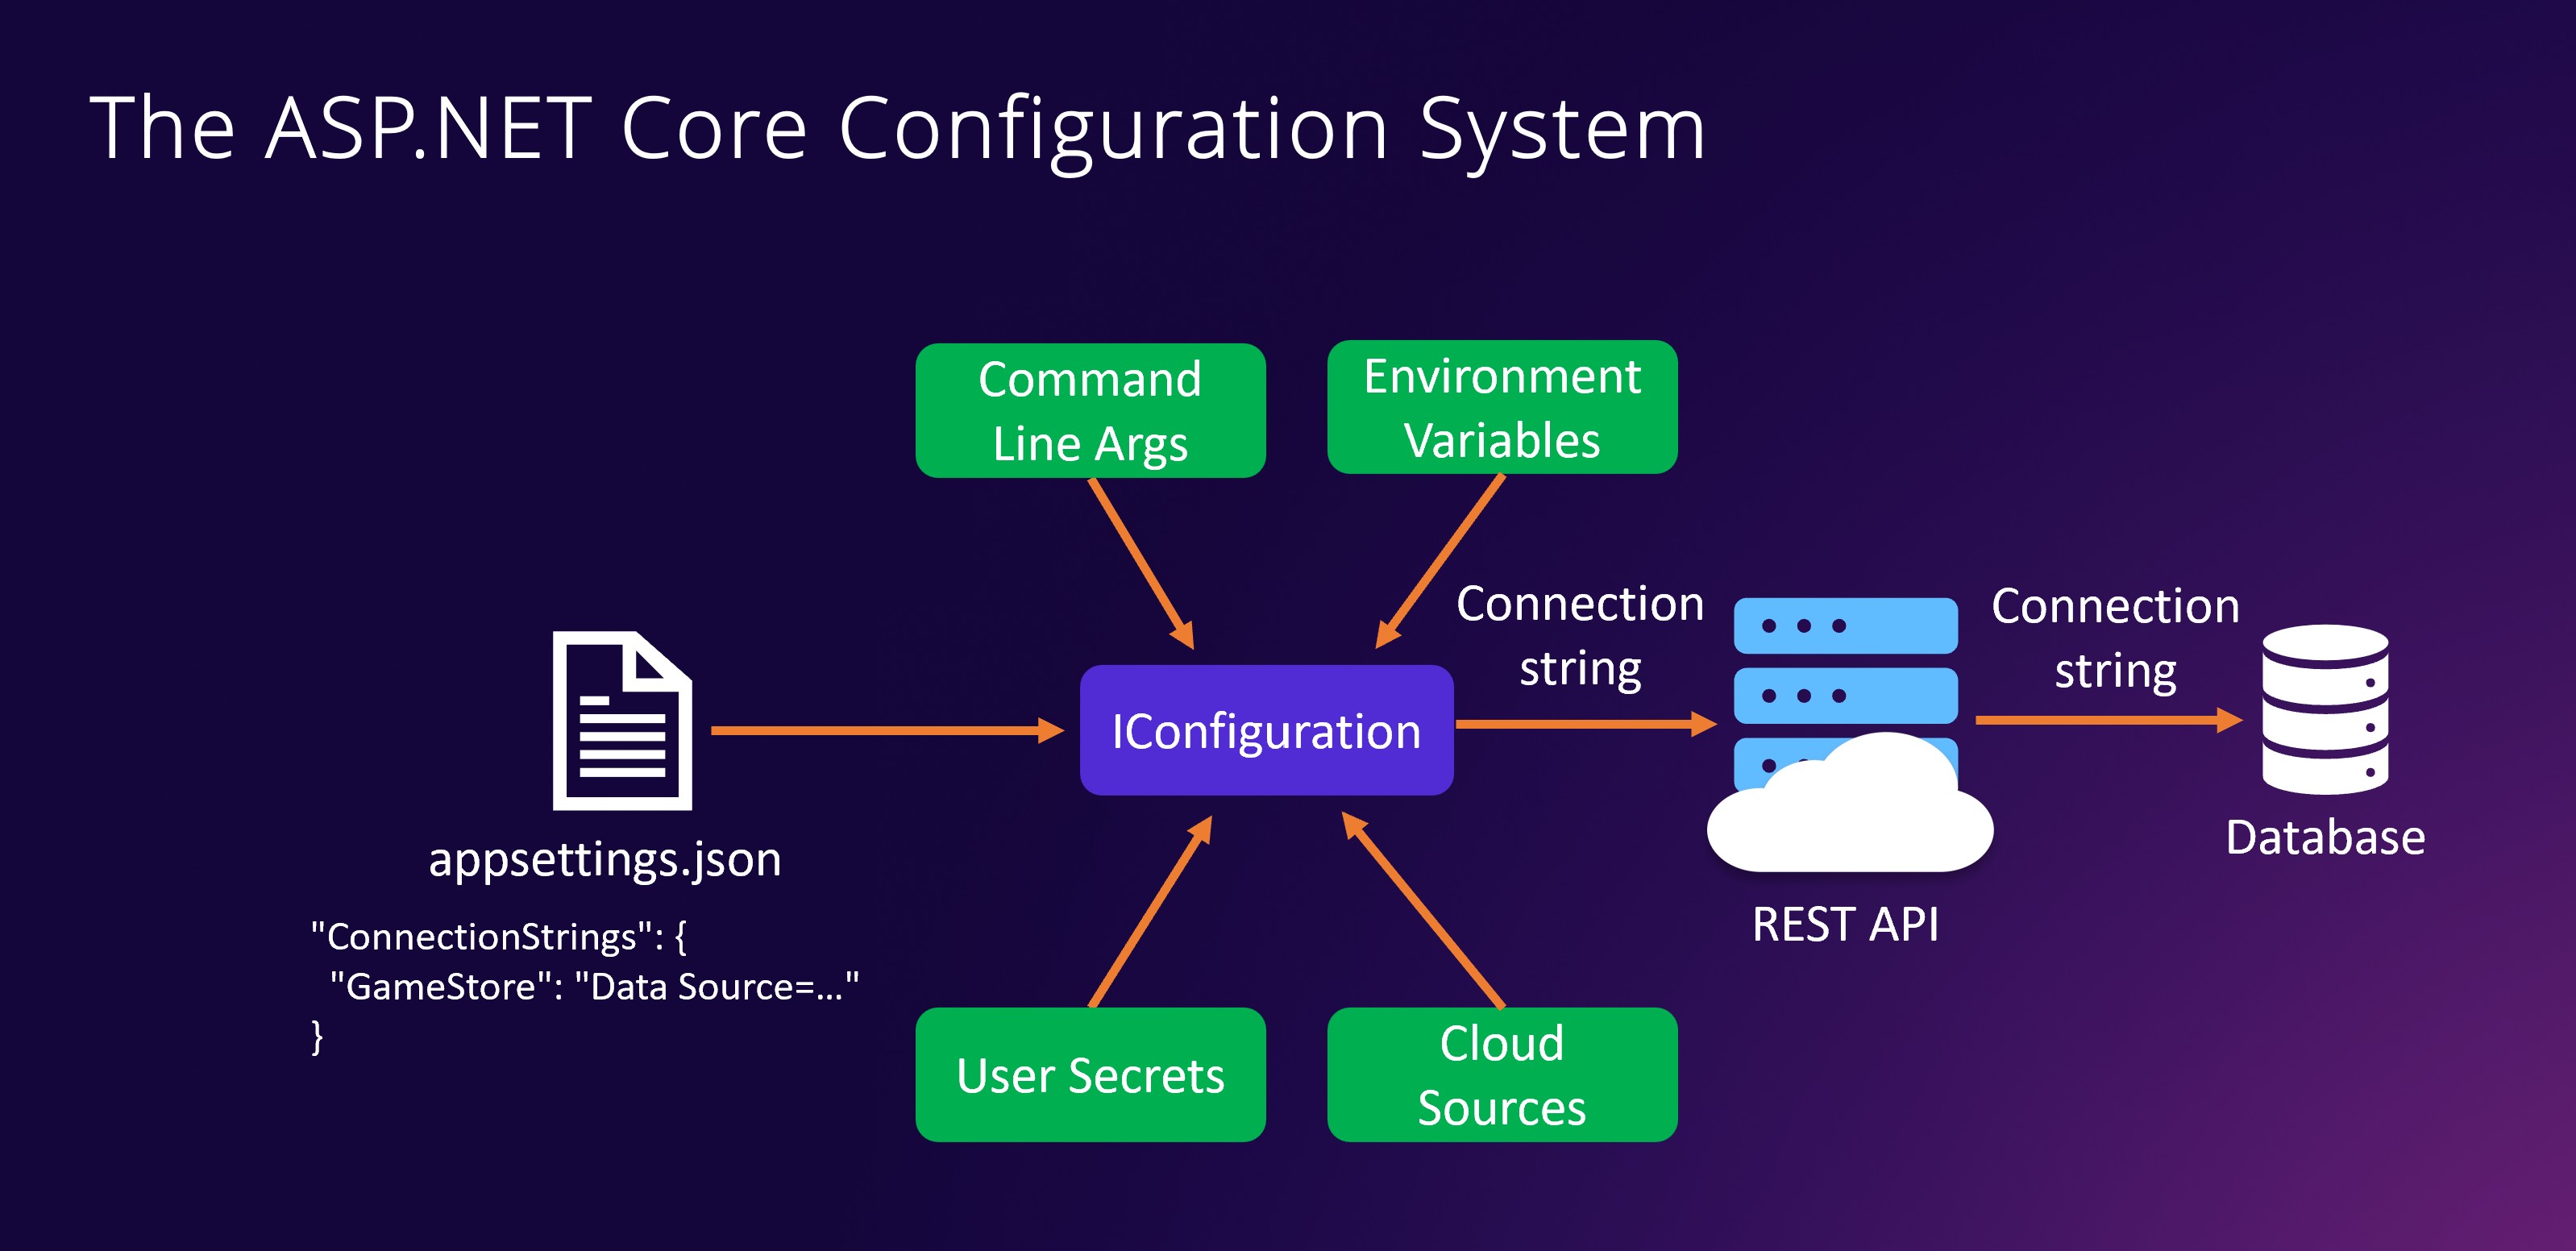 The ASP.NET Core Configuration System
Command
Line Args
Environment
Variables
Connection
string
Connection
string
IConfiguration
appsettings.json
"ConnectionStrings": {
"GameStore": "Data Source=..."
}
REST API
Database
User Secrets
Cloud
Sources